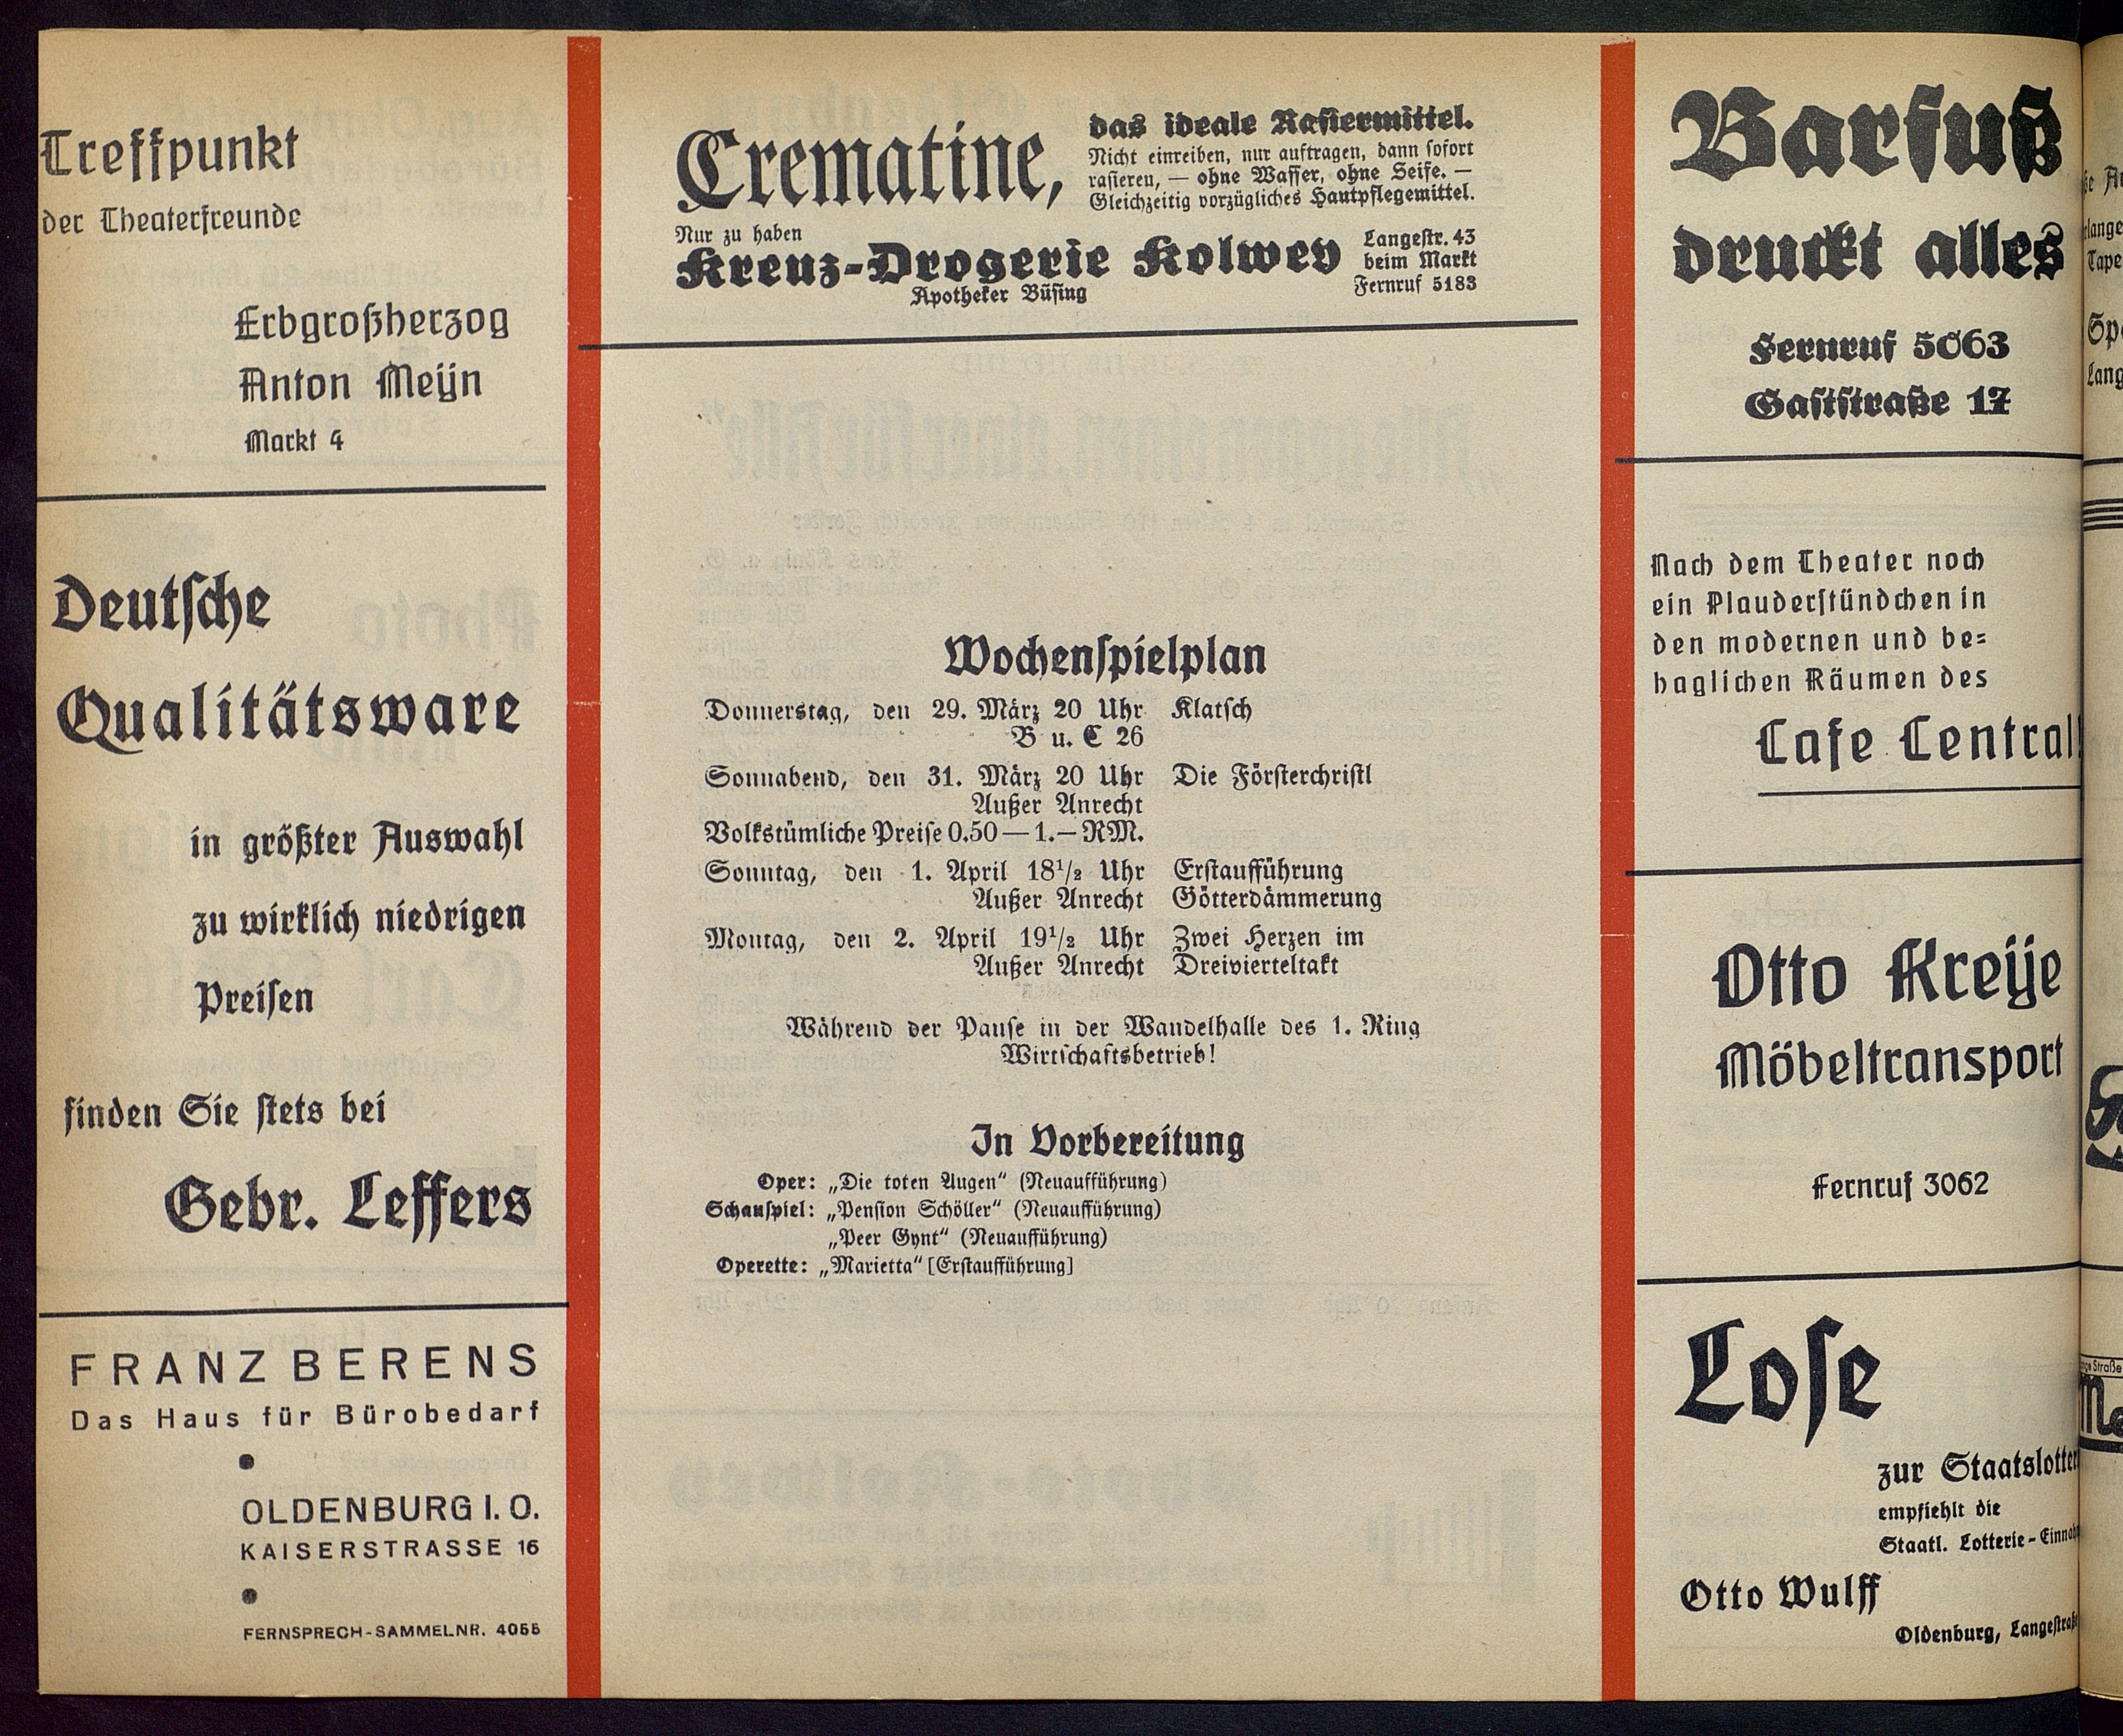 Treffpunkt
der Theaterfreunde
Erbgroßherzog
Anton Meijn
Markt 4
Deutsche
Qualitätsware
in größter Auswahl
zu wirklich niedrigen
Preisen
finden Sie stets bei
Gebr. Leffers
FRANZ BERENS
Das Haus für Bürobedarf
OLDENBURG I. O.
KAISERSTRASSE 16
FERNSPRECH-SAMMELNR. 4055
Crematine,
das ideale Rasiermittel.
Nicht einreiben, nur auftragen, dann sofort
rasieren, — ohne Wasser, ohne Seife. —
Gleichzeitig vorzügliches Hautpflegemittel.
Nur zu haben
Kreuz-Drogerie Kolwey
Apotheker Büsing
Langestr. 43
beim Markt
Fernruf 5183
Wochenspielplan
Donnerstag, den 29. März 20 Uhr Klatsch
B u. C 26
Sonnabend, den 31. März 20 Uhr Die Försterchristl
Außer Anrecht
Volkstümliche Preise 0.50 — 1.— RM.
Sonntag, den 1. April 18½ Uhr Erstaufführung
Außer Anrecht Götterdämmerung
Montag, den 2. April 19½ Uhr Zwei Herzen im
Außer Anrecht Dreivierteltakt
Während der Pause in der Wandelhalle des 1. Ring
Wirtschaftsbetrieb!
In Vorbereitung
Oper: „Die toten Augen“ (Neuaufführung)
Schauspiel: „Pension Schöller“ (Neuaufführung)
„Peer Gynt“ (Neuaufführung)
Operette: „Marietta“ [Erstaufführung]
Barfuß
druckt alles
Fernruf 5063
Gaststraße 17
Nach dem Theater noch
ein Plauderstündchen in
den modernen und be=
haglichen Räumen des
Cafe Central!
Otto Kreije
Möbeltransport
Fernruf 3062
Lose
zur
empfiehlt die
Staatl.
Otto Wulff
Oldenburg,